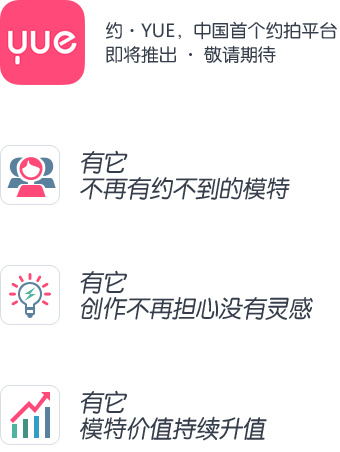 yue
约·YUE，中国首个约拍平台
即将推出 · 敬请期待
有它
不再有约不到的模特
有它
创作不再担心没有灵感
有它
模特价值持续升值